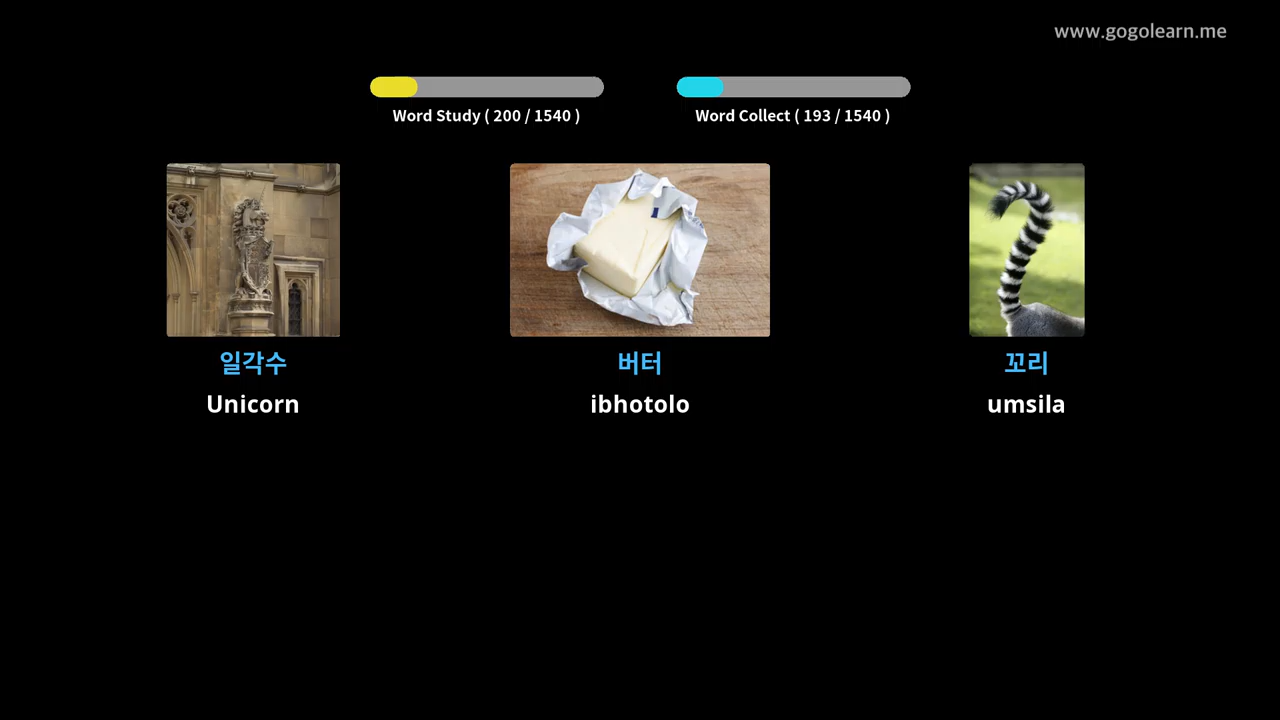 www.gogolearn.me
Word Study ( 200 / 1540 )
Word Collect ( 193 / 1540 )
일각수
버터
꼬리
Unicorn
ibhotolo
umsila